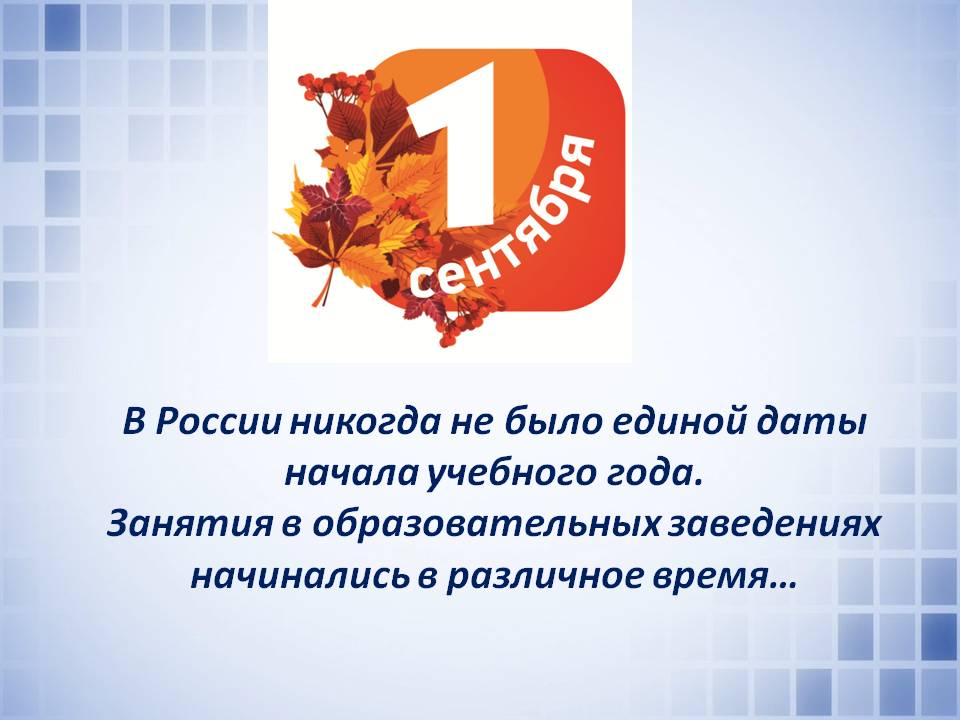 1
сентября
В России никогда не было единой даты
начала учебного года.
Занятия в образовательных заведениях
начинались в различное время...